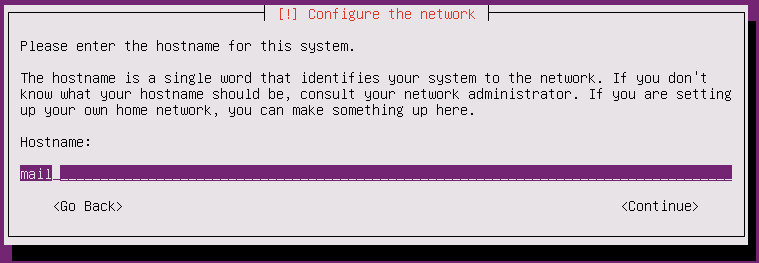 [!] Configure the network
Please enter the hostname for this system.
The hostname is a single word that identifies your system to the network. If you don't
know what your hostname should be, consult your network administrator. If you are setting
up your own home network, you can make something up here.
Hostname:
mail
<Go Back> <Continue>